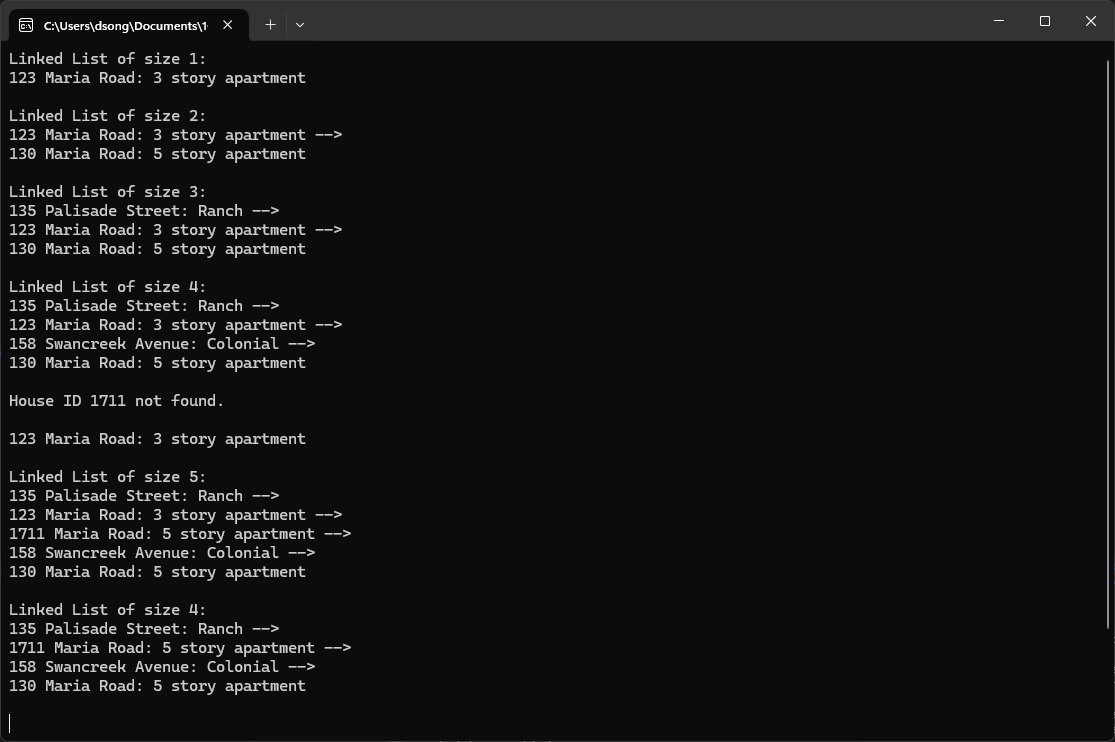 C:\Users\dsong\Documents\1
Linked List of size 1:
123 Maria Road: 3 story apartment
Linked List of size 2:
123 Maria Road: 3 story apartment -->
130 Maria Road: 5 story apartment
Linked List of size 3:
135 Palisade Street: Ranch -->
123 Maria Road: 3 story apartment -->
130 Maria Road: 5 story apartment
Linked List of size 4:
135 Palisade Street: Ranch -->
123 Maria Road: 3 story apartment -->
158 Swancreek Avenue: Colonial -->
130 Maria Road: 5 story apartment
House ID 1711 not found.
123 Maria Road: 3 story apartment
Linked List of size 5:
135 Palisade Street: Ranch -->
123 Maria Road: 3 story apartment -->
1711 Maria Road: 5 story apartment -->
158 Swancreek Avenue: Colonial -->
130 Maria Road: 5 story apartment
Linked List of size 4:
135 Palisade Street: Ranch -->
1711 Maria Road: 5 story apartment -->
158 Swancreek Avenue: Colonial -->
130 Maria Road: 5 story apartment